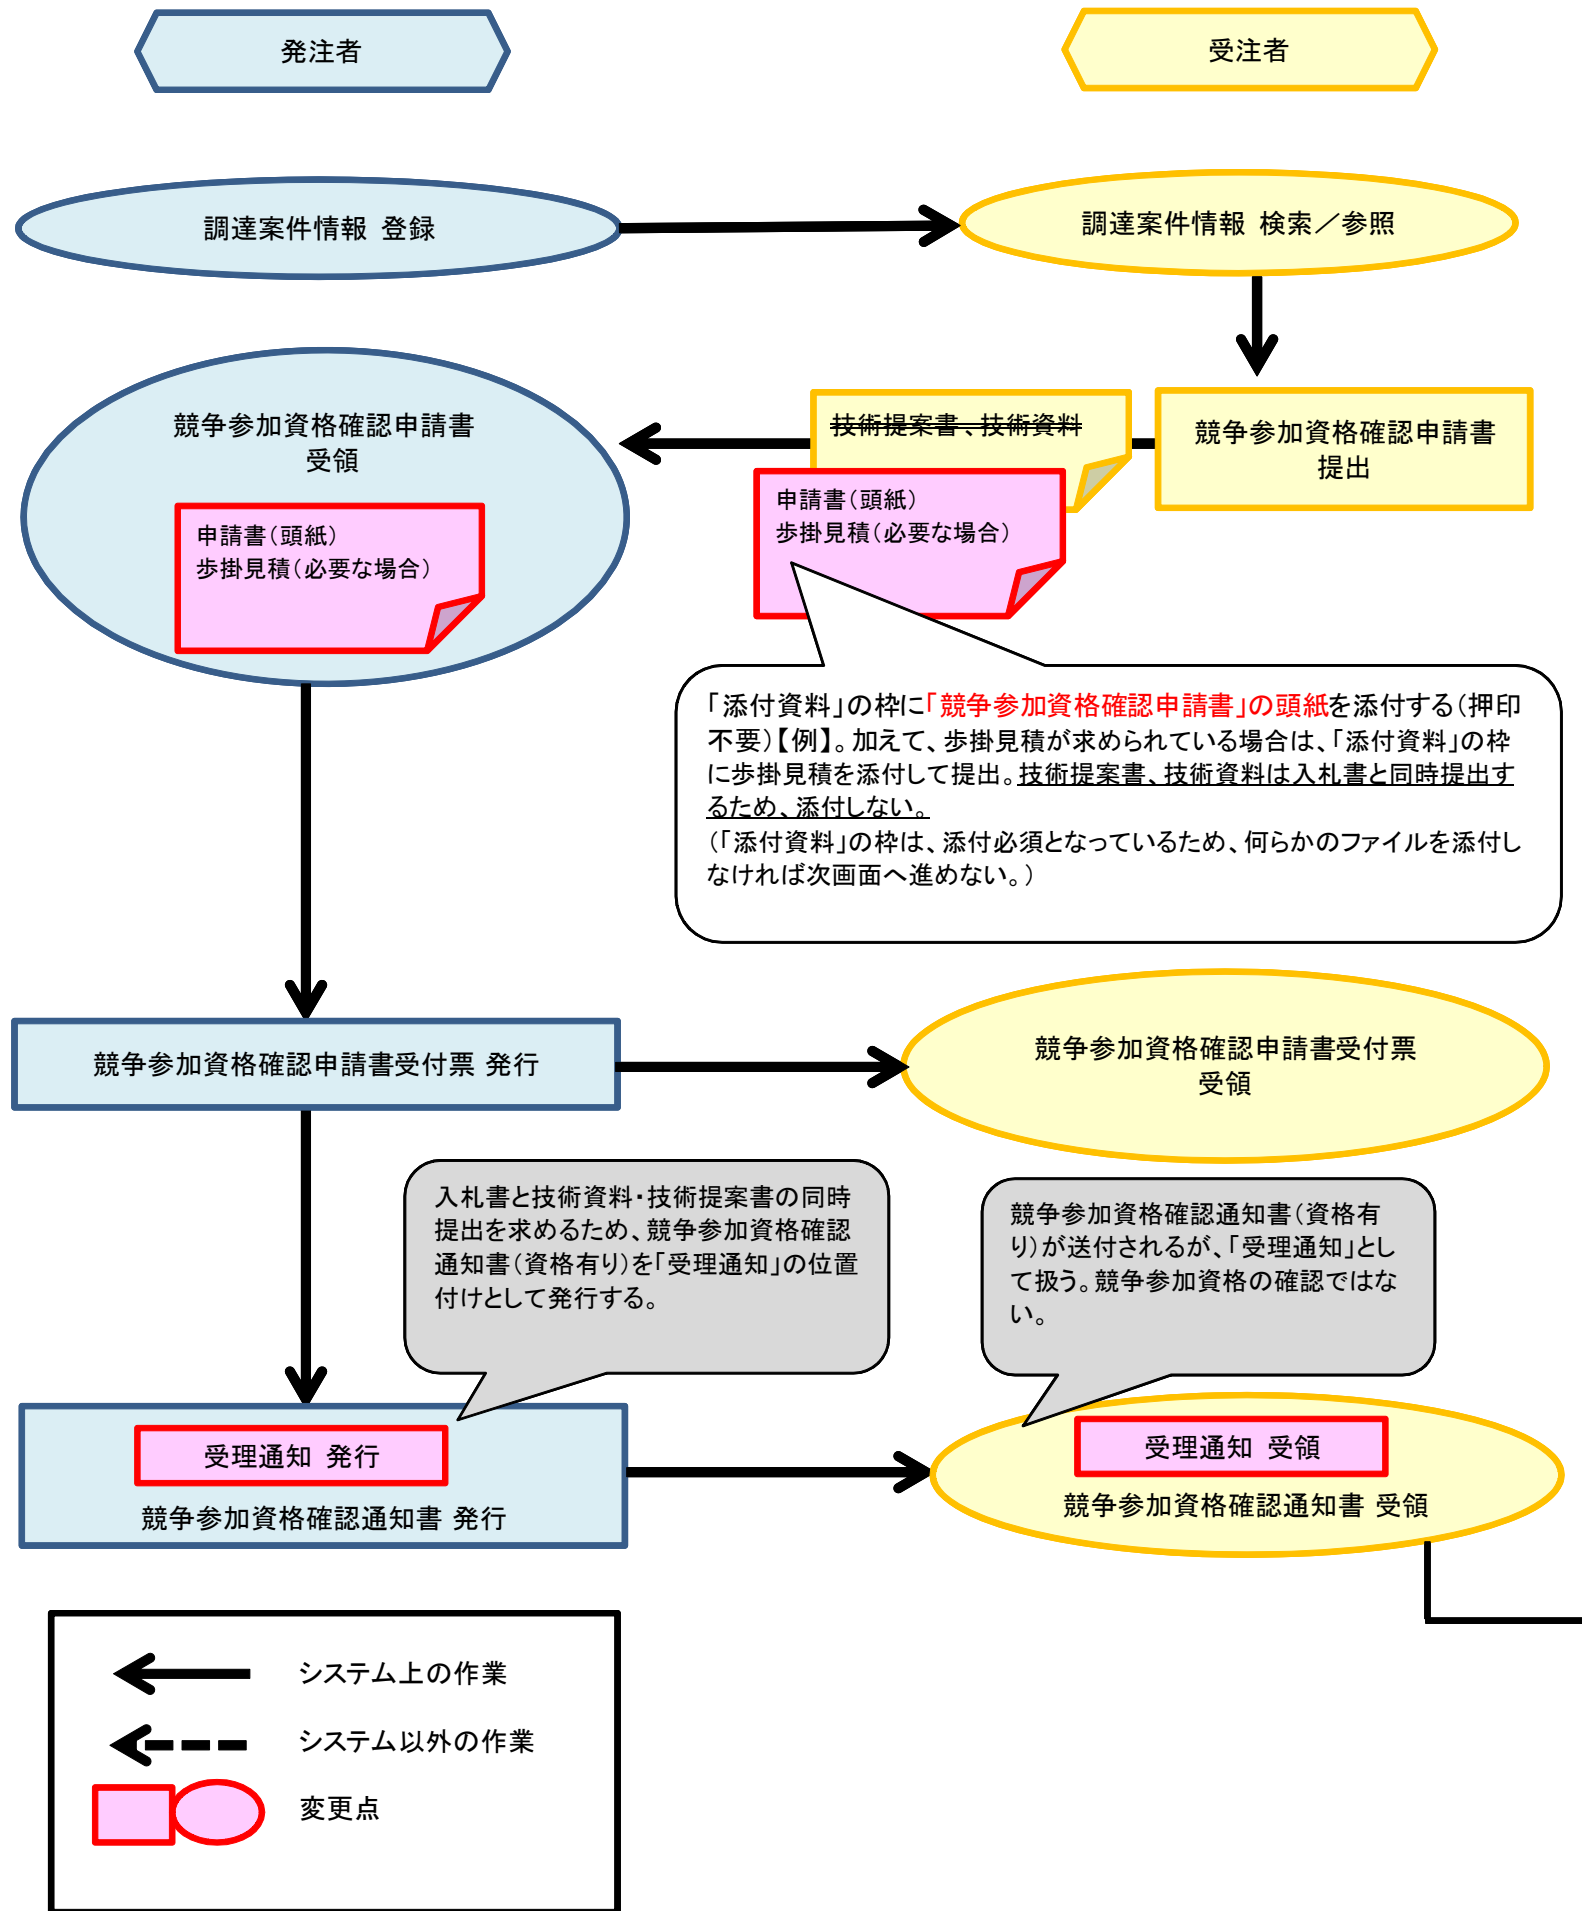 発注者
受注者
調達案件情報 登録
調達案件情報 検索／参照
競争参加資格確認申請書
受領
申請書（頭紙）
歩掛見積（必要な場合）
技術提案書、技術資料
申請書（頭紙）
歩掛見積（必要な場合）
競争参加資格確認申請書
提出
「添付資料」の枠に「競争参加資格確認申請書」の頭紙を添付する（押印
不要）【例】。加えて、歩掛見積が求められている場合は、「添付資料」の枠
に歩掛見積を添付して提出。技術提案書、技術資料は入札書と同時提出す
るため、添付しない。
（「添付資料」の枠は、添付必須となっているため、何らかのファイルを添付し
なければ次画面へ進めない。）
競争参加資格確認申請書受付票 発行
競争参加資格確認申請書受付票
受領
入札書と技術資料・技術提案書の同時
提出を求めるため、競争参加資格確認
通知書（資格有り）を「受理通知」の位置
付けとして発行する。
競争参加資格確認通知書（資格有
り）が送付されるが、「受理通知」とし
て扱う。競争参加資格の確認ではな
い。
受理通知 発行
競争参加資格確認通知書 発行
受理通知 受領
競争参加資格確認通知書 受領
システム上の作業
システム以外の作業
変更点